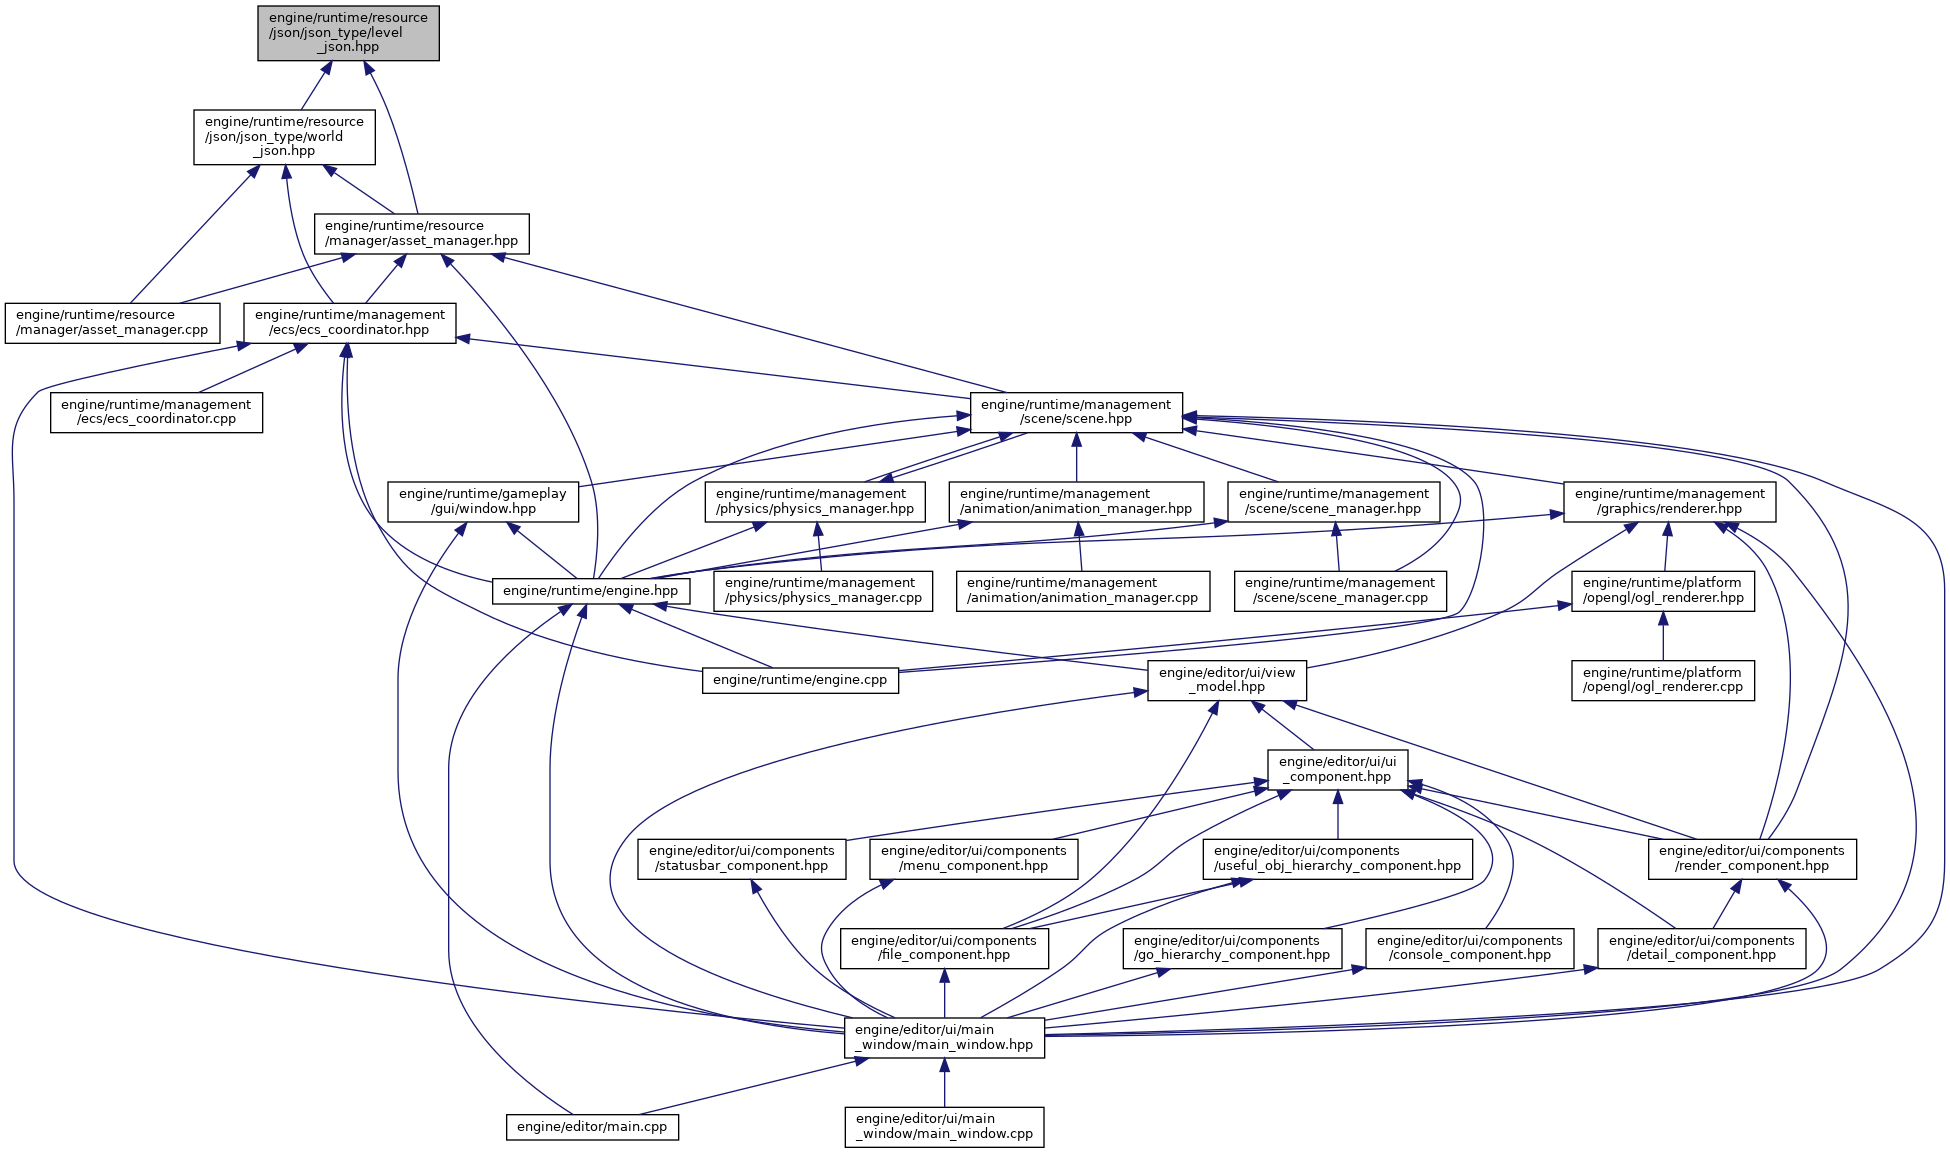 engine/runtime/resource
/json/json_type/level
_json.hpp
engine/runtime/resource
/json/json_type/world
_json.hpp
engine/runtime/resource
/manager/asset_manager.hpp
engine/runtime/resource
/manager/asset_manager.cpp
engine/runtime/management
/ecs/ecs_coordinator.hpp
engine/runtime/management
/ecs/ecs_coordinator.cpp
engine/runtime/management
/scene/scene.hpp
engine/runtime/gameplay
/gui/window.hpp
engine/runtime/management
/physics/physics_manager.hpp
engine/runtime/management
/animation/animation_manager.hpp
engine/runtime/management
/scene/scene_manager.hpp
engine/runtime/management
/graphics/renderer.hpp
engine/runtime/engine.hpp
engine/runtime/management
/physics/physics_manager.cpp
engine/runtime/management
/animation/animation_manager.cpp
engine/runtime/management
/scene/scene_manager.cpp
engine/runtime/platform
/opengl/ogl_renderer.hpp
engine/runtime/engine.cpp
engine/editor/ui/view
_model.hpp
engine/runtime/platform
/opengl/ogl_renderer.cpp
engine/editor/ui/ui
_component.hpp
engine/editor/ui/components
/statusbar_component.hpp
engine/editor/ui/components
/menu_component.hpp
engine/editor/ui/components
/useful_obj_hierarchy_component.hpp
engine/editor/ui/components
/render_component.hpp
engine/editor/ui/components
/file_component.hpp
engine/editor/ui/components
/go_hierarchy_component.hpp
engine/editor/ui/components
/console_component.hpp
engine/editor/ui/components
/detail_component.hpp
engine/editor/ui/main
_window/main_window.hpp
engine/editor/main.cpp
engine/editor/ui/main
_window/main_window.cpp